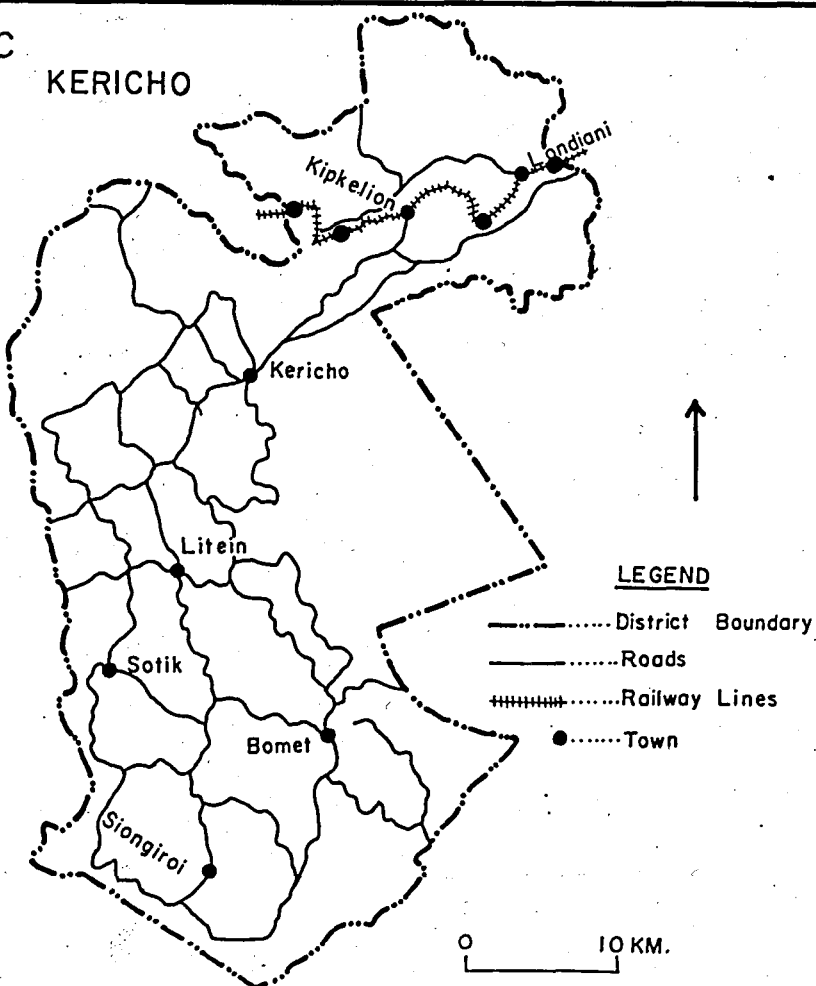 C
KERICHO
Londiani
Kipkelion
Kericho
Litein
LEGEND
District Boundary
Sotik
Roads
Railway Lines
Bomet
Town
Siongiroi
0 10 KM.